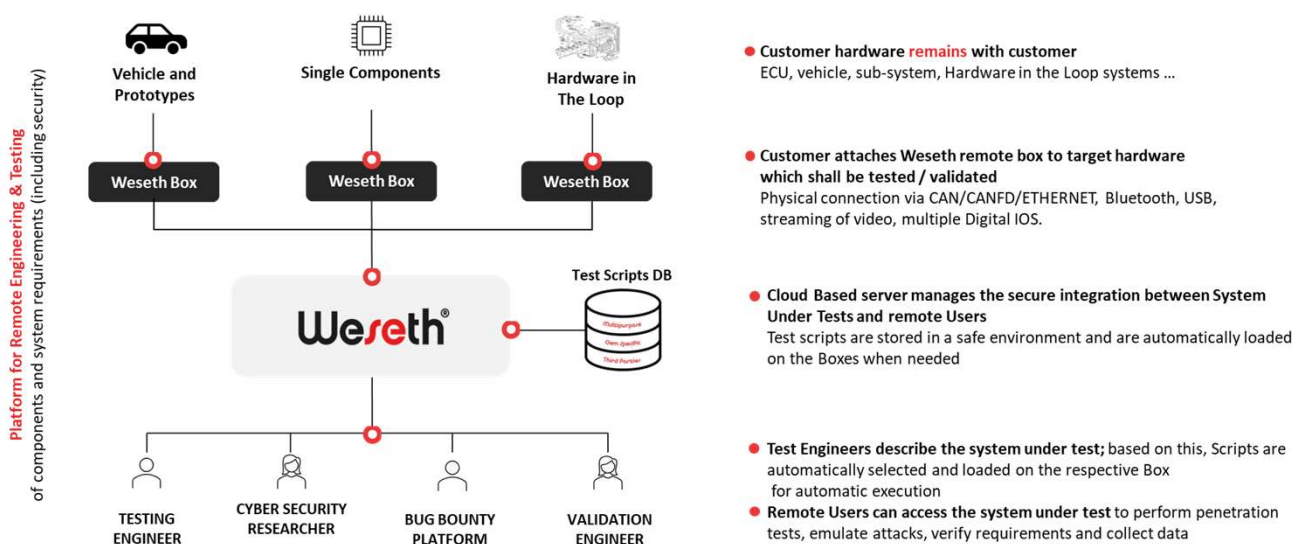 Platform for Remote Engineering & Testing
of components and system requirements (including security)
Vehicle and
Prototypes
Single Components
Hardware in
The Loop
Weseth Box
Weseth Box
Weseth Box
Weseth®
Test Scripts DB
Multipurpose
Own Specific
Third Parties
TESTING
ENGINEER
CYBER SECURITY
RESEARCHER
BUG BOUNTY
PLATFORM
VALIDATION
ENGINEER
Customer hardware remains with customer
ECU, vehicle, sub-system, Hardware in the Loop systems ...
Customer attaches Weseth remote box to target hardware
which shall be tested / validated
Physical connection via CAN/CANFD/ETHERNET, Bluetooth, USB,
streaming of video, multiple Digital IOS.
Cloud Based server manages the secure integration between System
Under Tests and remote Users
Test scripts are stored in a safe environment and are automatically loaded
on the Boxes when needed
Test Engineers describe the system under test; based on this, Scripts are
automatically selected and loaded on the respective Box
for automatic execution
Remote Users can access the system under test to perform penetration
tests, emulate attacks, verify requirements and collect data